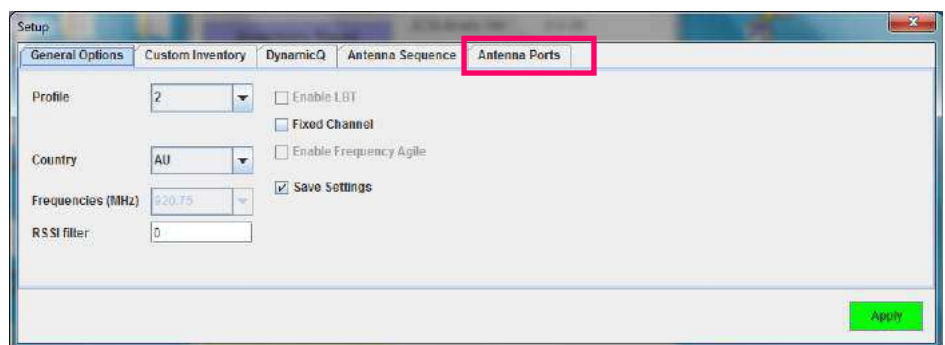 Setup
General Options Custom Inventory DynamicQ Antenna Sequence Antenna Ports
Profile 2 Enable LBT
Fixed Channel
Country AU Enable Frequency Agile
Save Settings
Frequencies (MHz) 920.75
RSSI filter 0
Apply